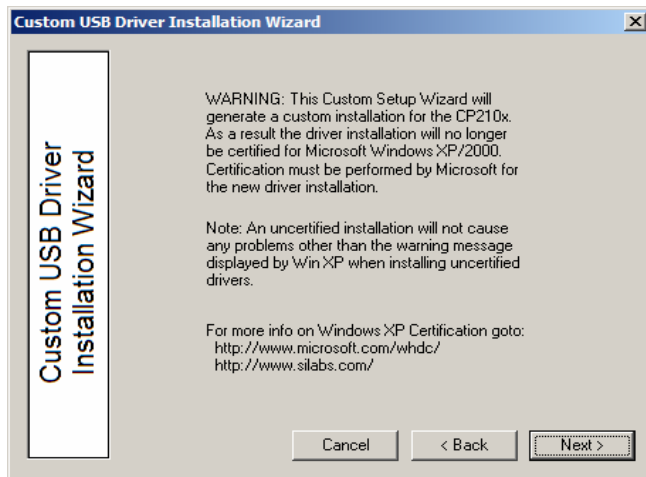 Custom USB Driver Installation Wizard
Custom USB Driver
Installation Wizard
WARNING: This Custom Setup Wizard will
generate a custom installation for the CP210x.
As a result the driver installation will no longer
be certified for Microsoft Windows XP/2000.
Certification must be performed by Microsoft for
the new driver installation.
Note: An uncertified installation will not cause
any problems other than the warning message
displayed by Win XP when installing uncertified
drivers.
For more info on Windows XP Certification goto:
http://www.microsoft.com/whdc/
http://www.silabs.com/
Cancel
< Back
Next >